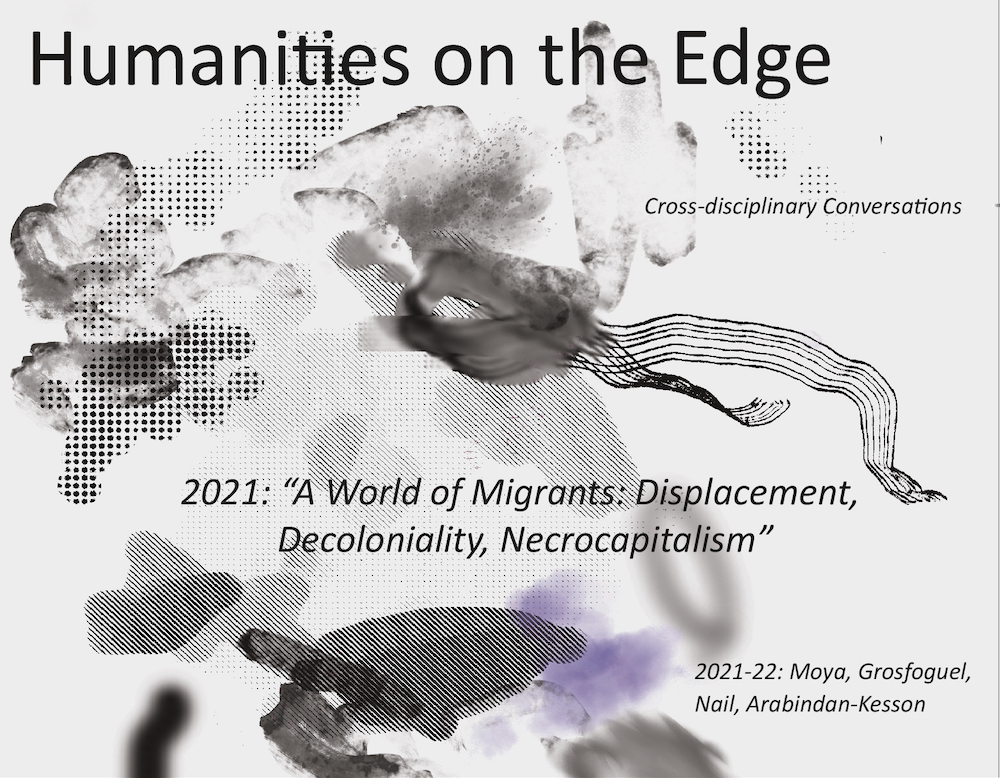 Humanities on the Edge
Cross-disciplinary Conversations
2021: “A World of Migrants: Displacement,
Decoloniality, Necrocapitalism”
2021-22: Moya, Grosfoguel,
Nail, Arabindan-Kesson